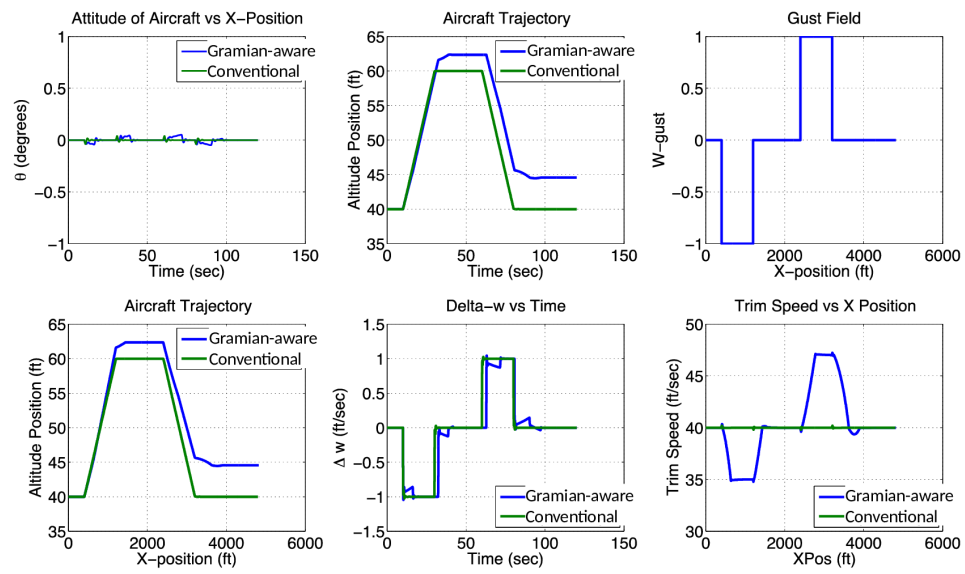 Attitude of Aircraft vs X−Position
1
0.5
0
−0.5
−1
θ (degrees)
0 50 100 150
Time (sec)
Gramian-aware
Conventional
Aircraft Trajectory
65
60
55
50
45
40
35
Altitude Position (ft)
0 50 100 150
Time (sec)
Gramian-aware
Conventional
Gust Field
1
0.5
0
−0.5
−1
W−gust
0 2000 4000 6000
X−position (ft)
Aircraft Trajectory
65
60
55
50
45
40
35
Altitude Position (ft)
0 2000 4000 6000
X−position (ft)
Gramian-aware
Conventional
Delta−w vs Time
1.5
1
0.5
0
−0.5
−1
−1.5
Δ w (ft/sec)
0 50 100 150
Time (sec)
Gramian-aware
Conventional
Trim Speed vs X Position
50
45
40
35
30
Trim Speed (ft/sec)
0 2000 4000 6000
XPos (ft)
Gramian-aware
Conventional